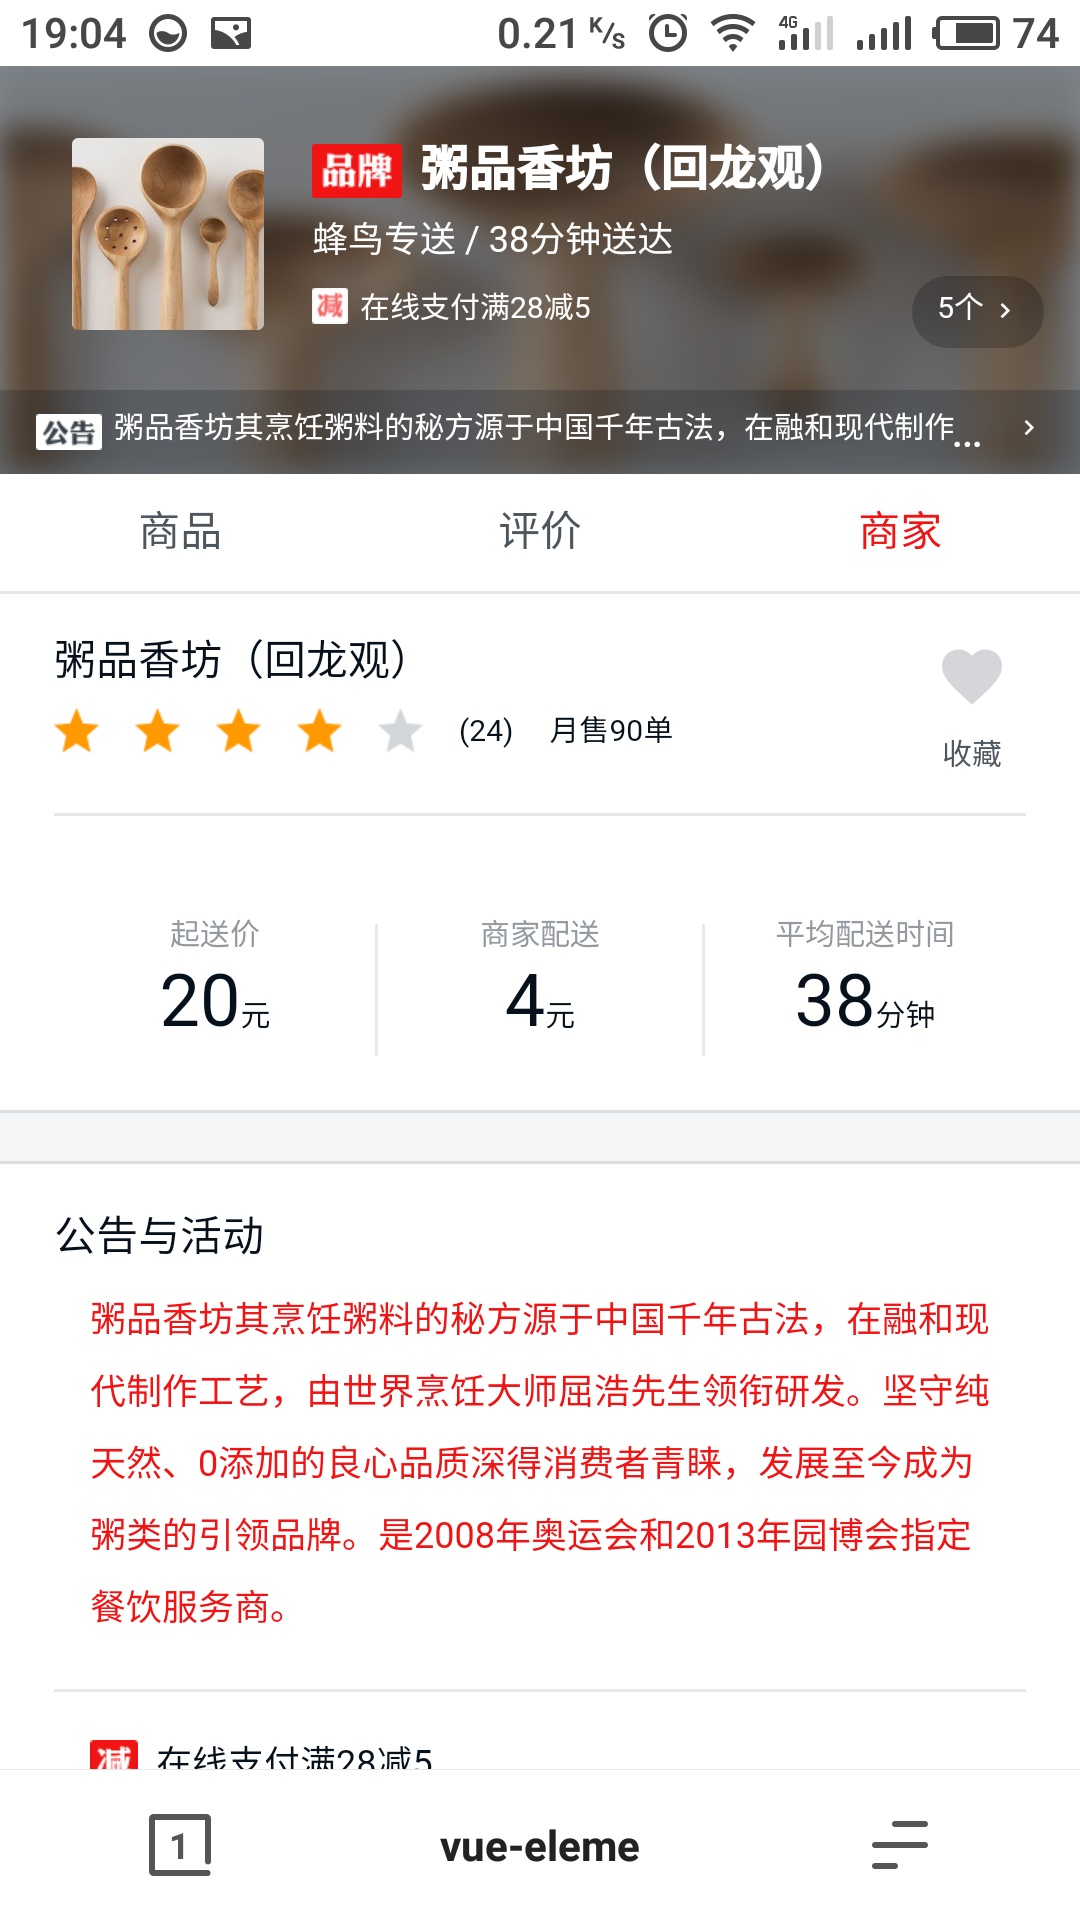 19:04 0.21 K/s 4G 74
品牌 粥品香坊（回龙观）
蜂鸟专送 / 38分钟送达
减 在线支付满28减5
5个 >
公告 粥品香坊其烹饪粥料的秘方源于中国千年古法，在融和现代制作... >
商品 评价 商家
粥品香坊（回龙观）
(24) 月售90单
收藏
起送价 商家配送 平均配送时间
20元 4元 38分钟
公告与活动
粥品香坊其烹饪粥料的秘方源于中国千年古法，在融和现
代制作工艺，由世界烹饪大师屈浩先生领衔研发。坚守纯
天然、0添加的良心品质深得消费者青睐，发展至今成为
粥类的引领品牌。是2008年奥运会和2013年园博会指定
餐饮服务商。
减 在线支付满28减5
1 vue-eleme